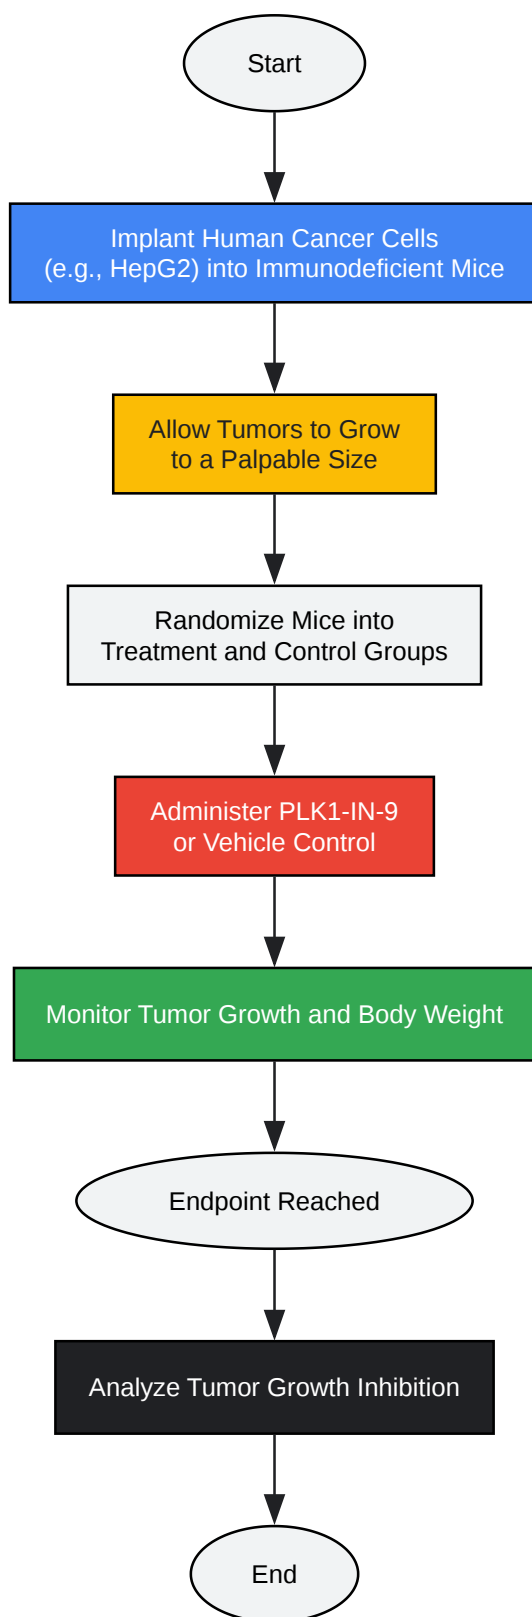 Start
Implant Human Cancer Cells
(e.g., HepG2) into Immunodeficient Mice
Allow Tumors to Grow
to a Palpable Size
Randomize Mice into
Treatment and Control Groups
Administer PLK1-IN-9
or Vehicle Control
Monitor Tumor Growth and Body Weight
Endpoint Reached
Analyze Tumor Growth Inhibition
End